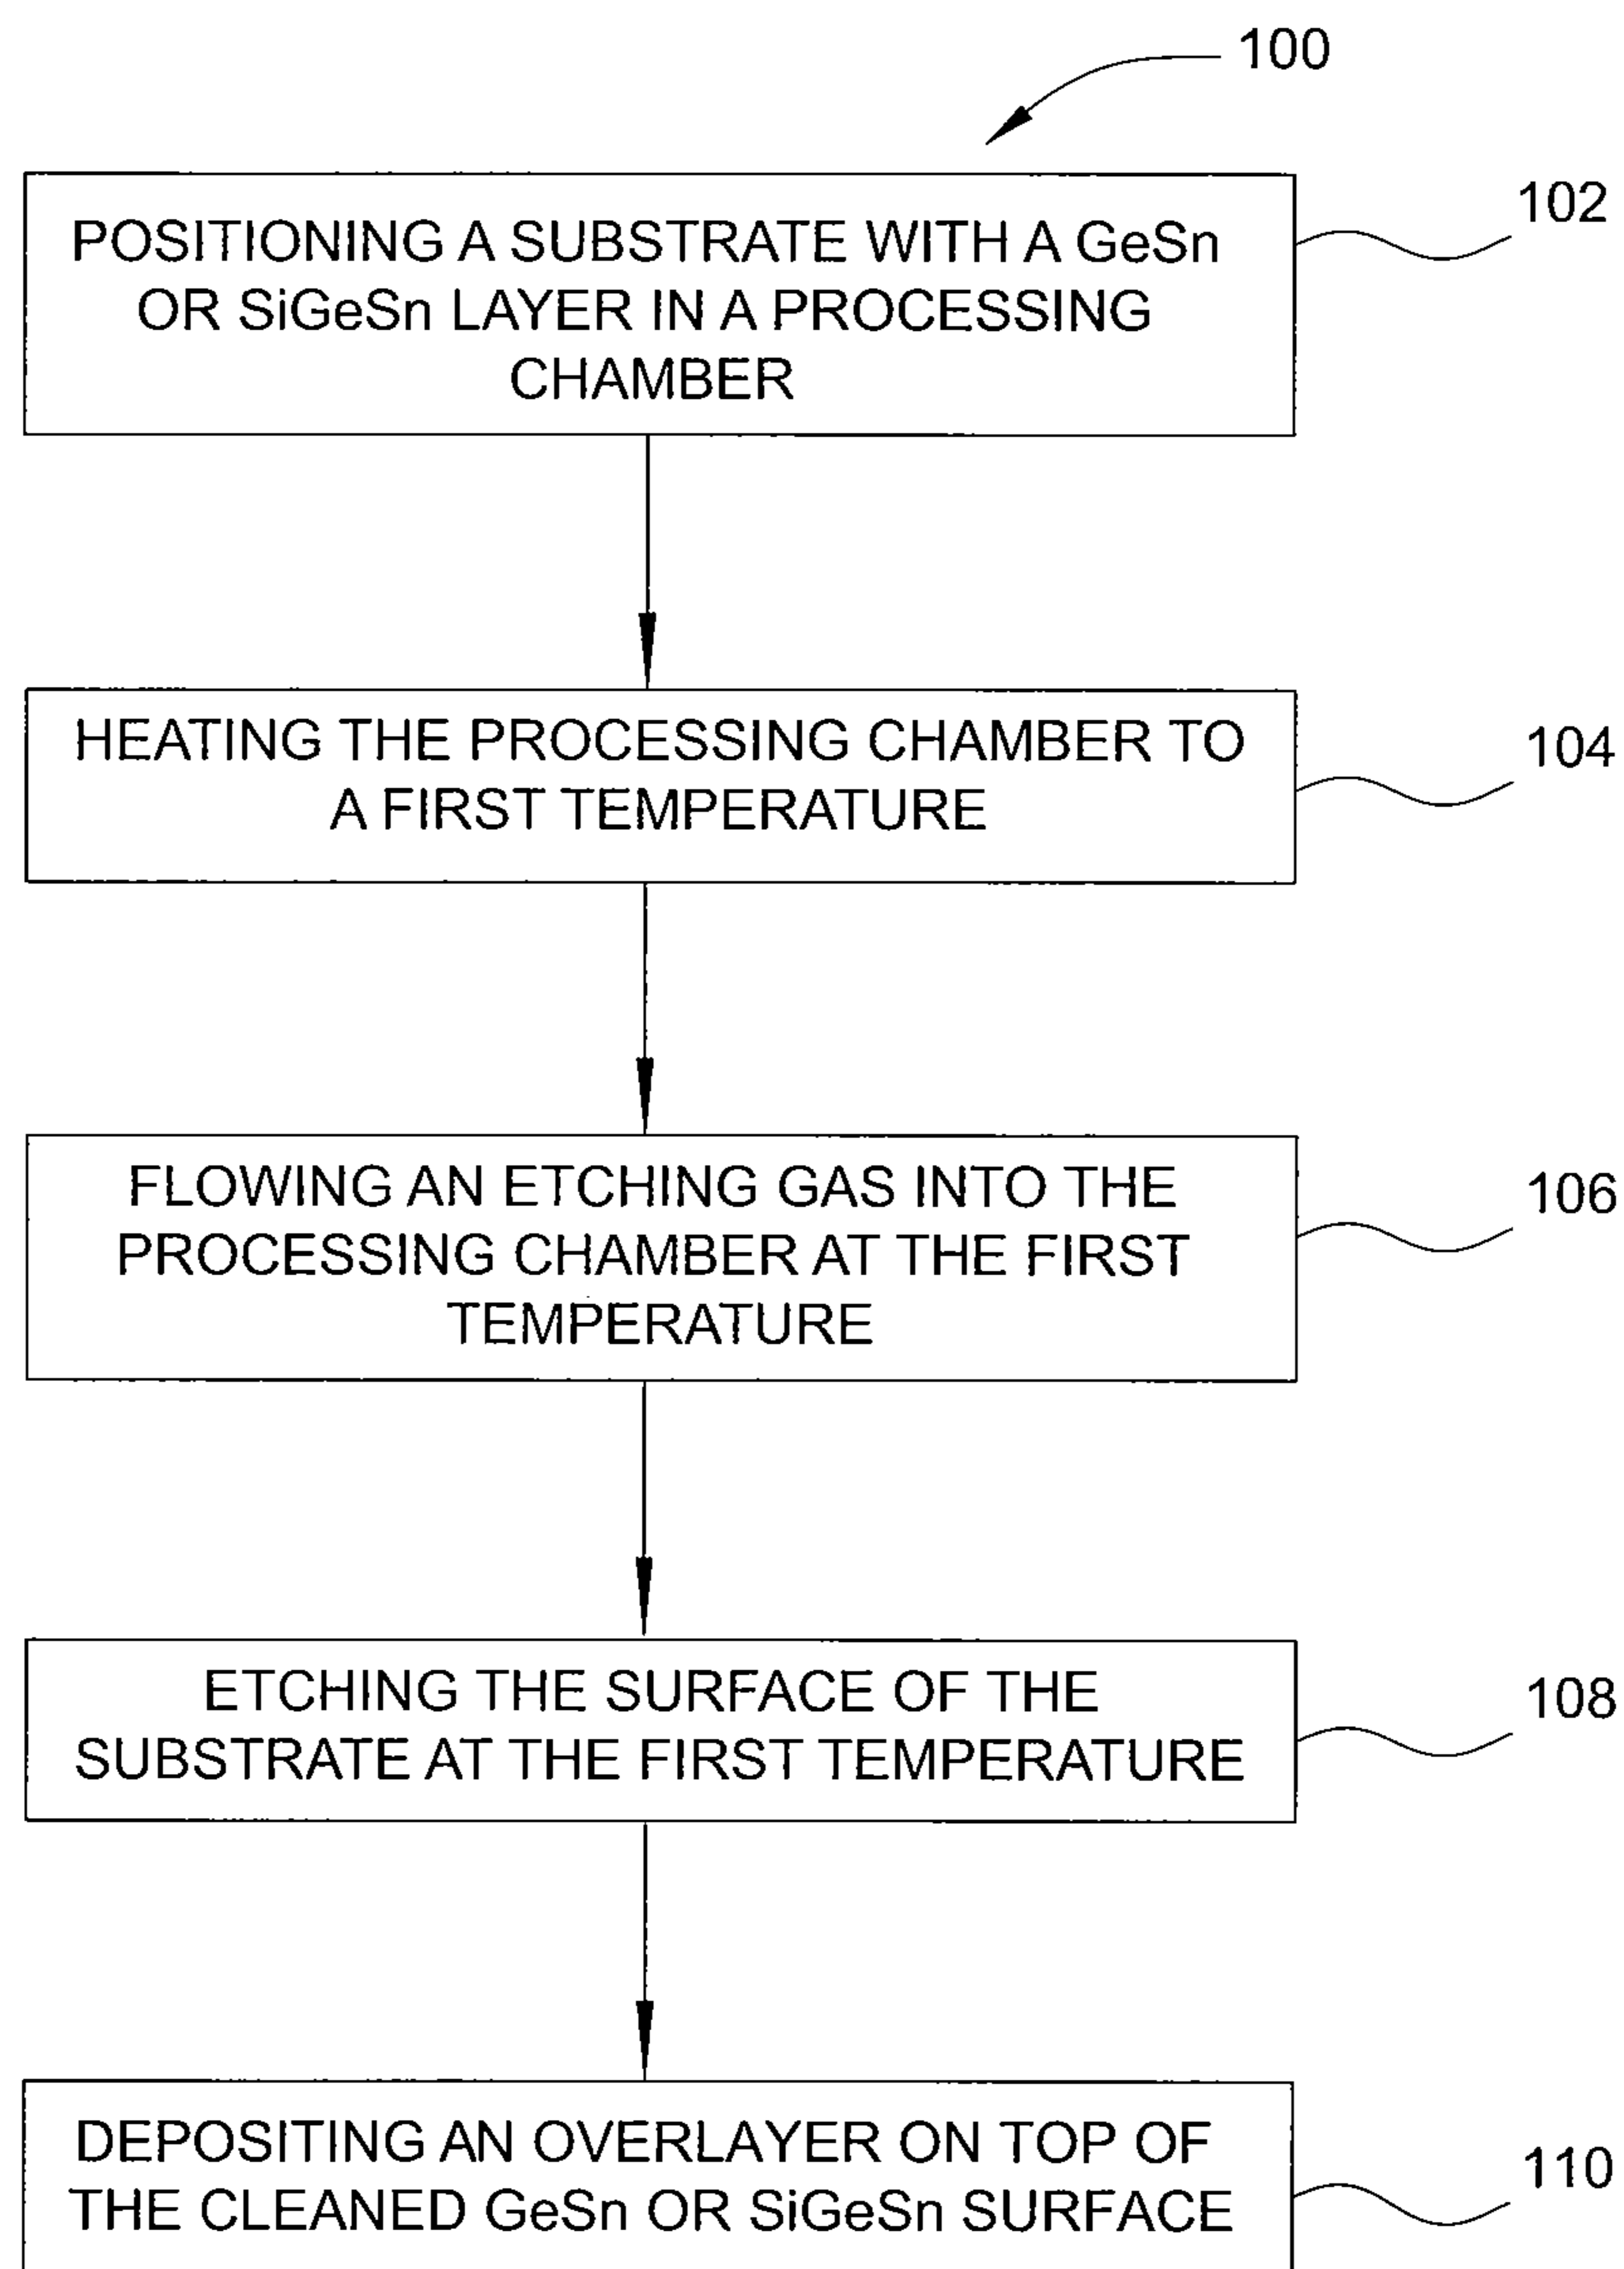 100
POSITIONING A SUBSTRATE WITH A GeSn
OR SiGeSn LAYER IN A PROCESSING
CHAMBER
102
HEATING THE PROCESSING CHAMBER TO
A FIRST TEMPERATURE
104
FLOWING AN ETCHING GAS INTO THE
PROCESSING CHAMBER AT THE FIRST
TEMPERATURE
106
ETCHING THE SURFACE OF THE
SUBSTRATE AT THE FIRST TEMPERATURE
108
DEPOSITING AN OVERLAYER ON TOP OF
THE CLEANED GeSn OR SiGeSn SURFACE
110